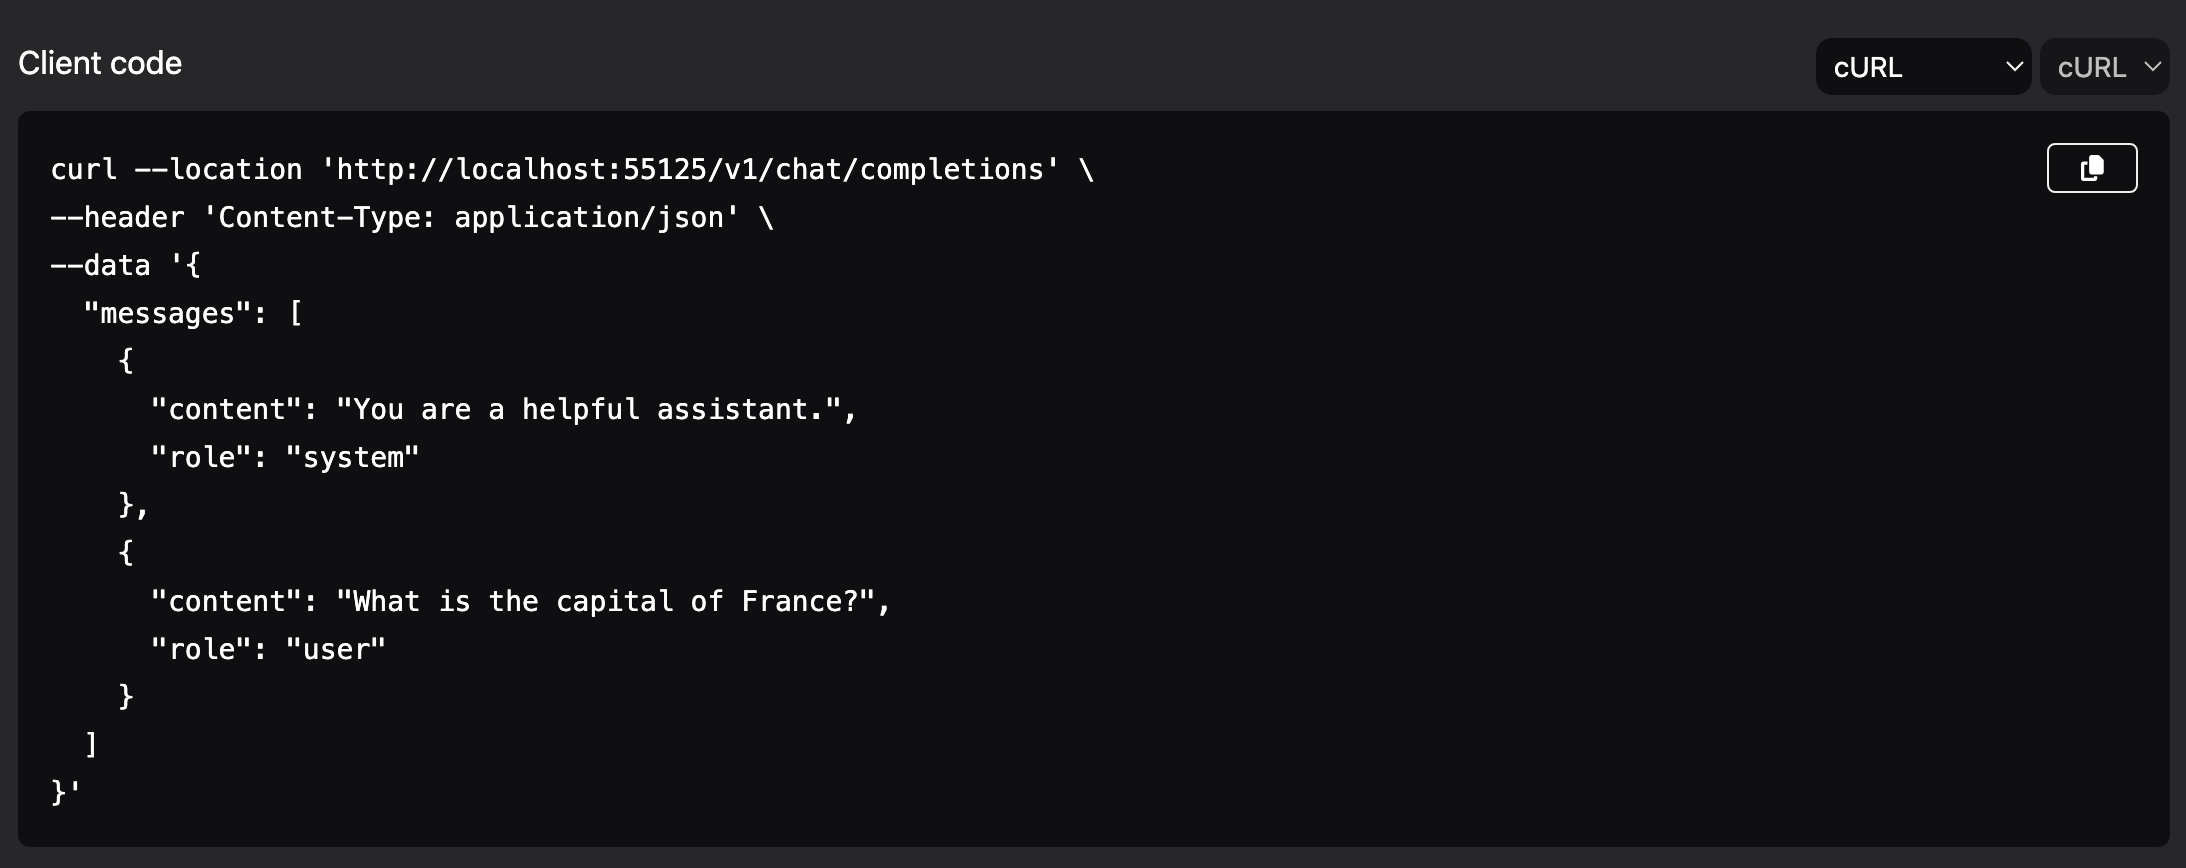 Client code
cURL
cURL
curl --location 'http://localhost:55125/v1/chat/completions' \
--header 'Content-Type: application/json' \
--data '{
  "messages": [
    {
      "content": "You are a helpful assistant.",
      "role": "system"
    },
    {
      "content": "What is the capital of France?",
      "role": "user"
    }
  ]
}'